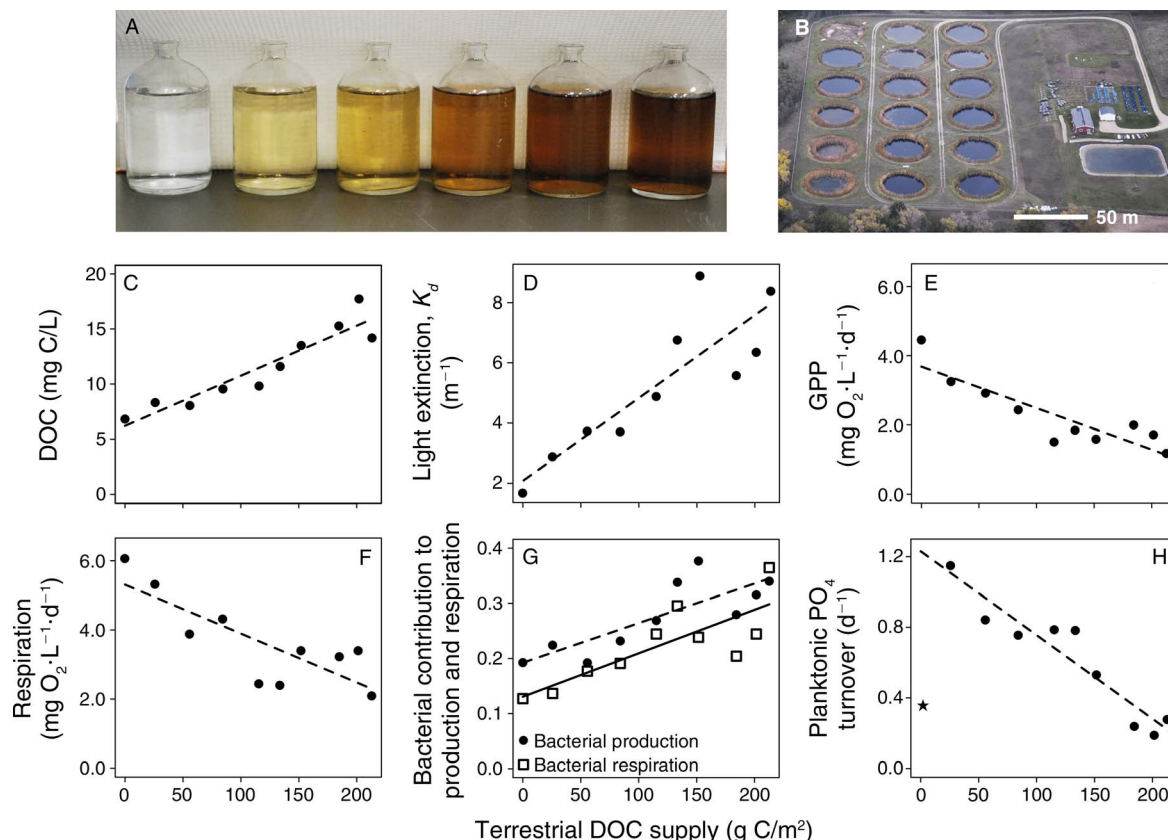 A
B
50 m
C
DOC (mg C/L)
20
15
10
5
0
D
Light extinction, K_d
(m⁻¹)
8
6
4
2
E
GPP
(mg O₂·L⁻¹·d⁻¹)
6.0
4.0
2.0
0.0
F
Respiration
(mg O₂·L⁻¹·d⁻¹)
6.0
4.0
2.0
0.0
0 50 100 150 200
G
Bacterial contribution to
production and respiration
0.4
0.3
0.2
0.1
0.0
Bacterial production
Bacterial respiration
0 50 100 150 200
H
Planktonic PO₄
turnover (d⁻¹)
1.2
0.8
0.4
0.0
0 50 100 150 200
Terrestrial DOC supply (g C/m²)